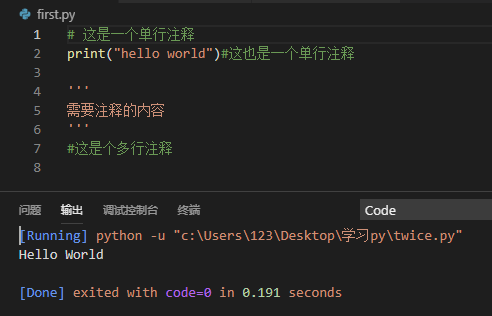 first.py
1 # 这是一个单行注释
2 print("hello world")#这也是一个单行注释
3
4 '''
5 需要注释的内容
6 '''
7 #这是个多行注释
8
问题 输出 调试控制台 终端 Code
[Running] python -u "c:\Users\123\Desktop\学习py\twice.py"
Hello World
[Done] exited with code=0 in 0.191 seconds